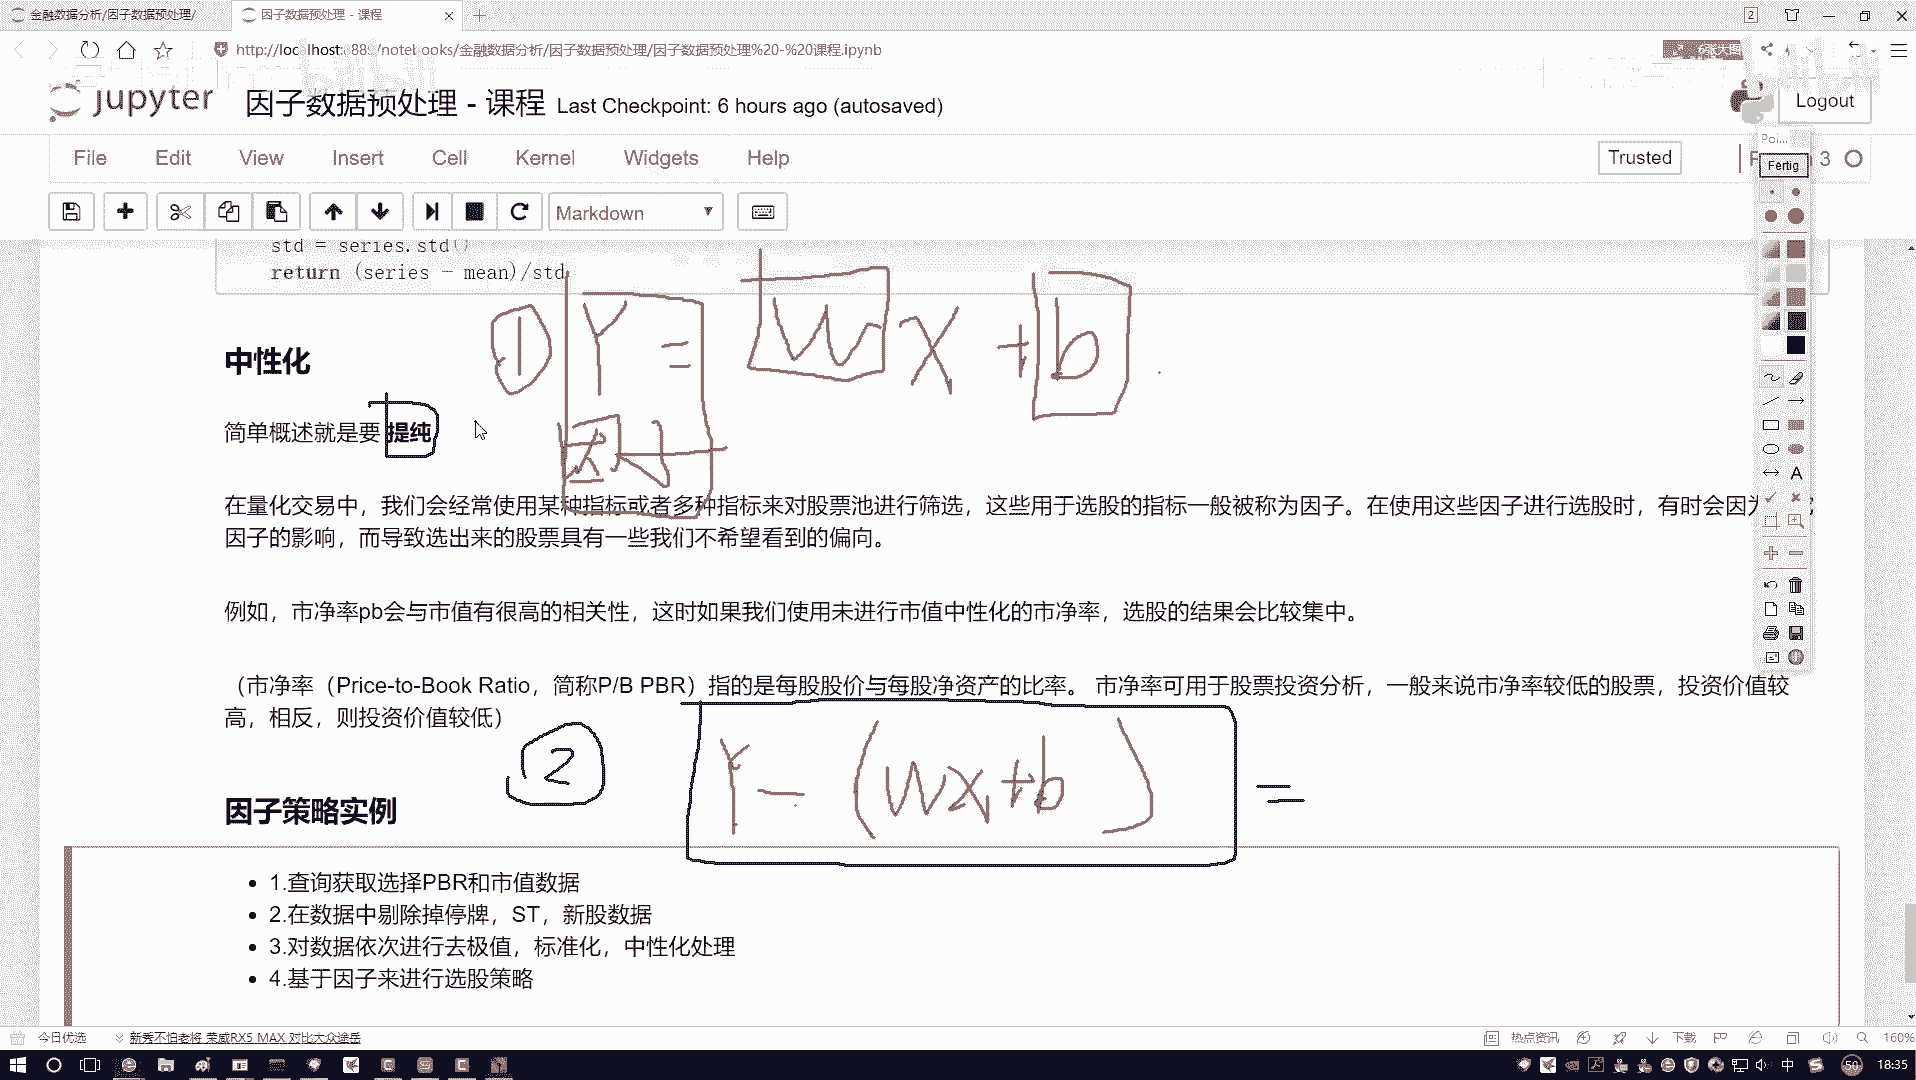 金融数据分析/因子数据预处理/
因子数据预处理 - 课程
2
http://localhost:889/notebooks/金融数据分析/因子数据预处理/因子数据预处理%20-%20课程.ipynb
6张大图
jupyter 因子数据预处理 - 课程 Last Checkpoint: 6 hours ago (autosaved)
Logout
Poi...
File Edit View Insert Cell Kernel Widgets Help
Trusted
3
Fertig
Markdown
std = series.std()
return (series - mean)/std
① Y = W X + b
因子
中性化
简单概述就是要 提纯
在量化交易中，我们会经常使用某种指标或者多种指标来对股票池进行筛选，这些用于选股的指标一般被称为因子。在使用这些因子进行选股时，有时会因为
因子的影响，而导致选出来的股票具有一些我们不希望看到的偏向。
例如，市净率pb会与市值有很高的相关性，这时如果我们使用未进行市值中性化的市净率，选股的结果会比较集中。
（市净率（Price-to-Book Ratio，简称P/B PBR）指的是每股股价与每股净资产的比率。 市净率可用于股票投资分析，一般来说市净率较低的股票，投资价值较
高，相反，则投资价值较低）
② Y - (WX+b) =
因子策略实例
• 1.查询获取选择PBR和市值数据
• 2.在数据中剔除掉停牌，ST，新股数据
• 3.对数据依次进行去极值，标准化，中性化处理
• 4.基于因子来进行选股策略
今日优选
新秀不怕老将 荣威RX5 MAX 对比大众途岳
热点资讯
下载
160%
中
50
18:35